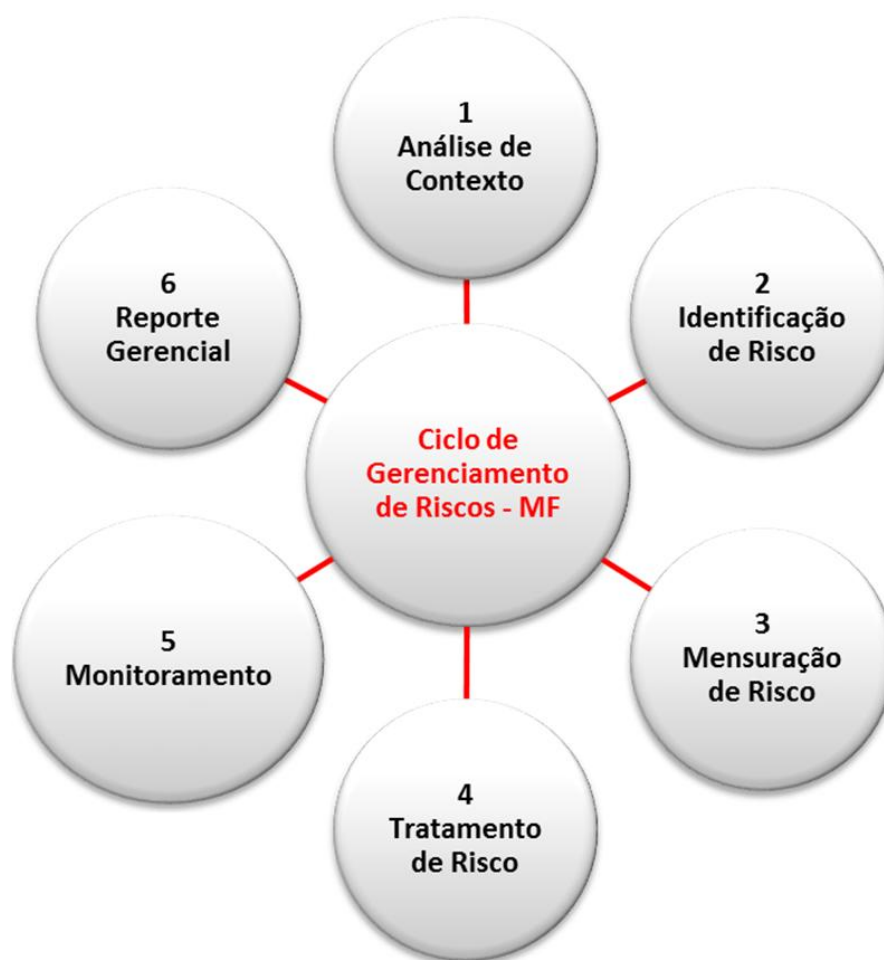 1
Análise de
Contexto
2
Identificação
de Risco
3
Mensuração
de Risco
4
Tratamento
de Risco
5
Monitoramento
6
Reporte
Gerencial
Ciclo de
Gerenciamento
de Riscos - MF